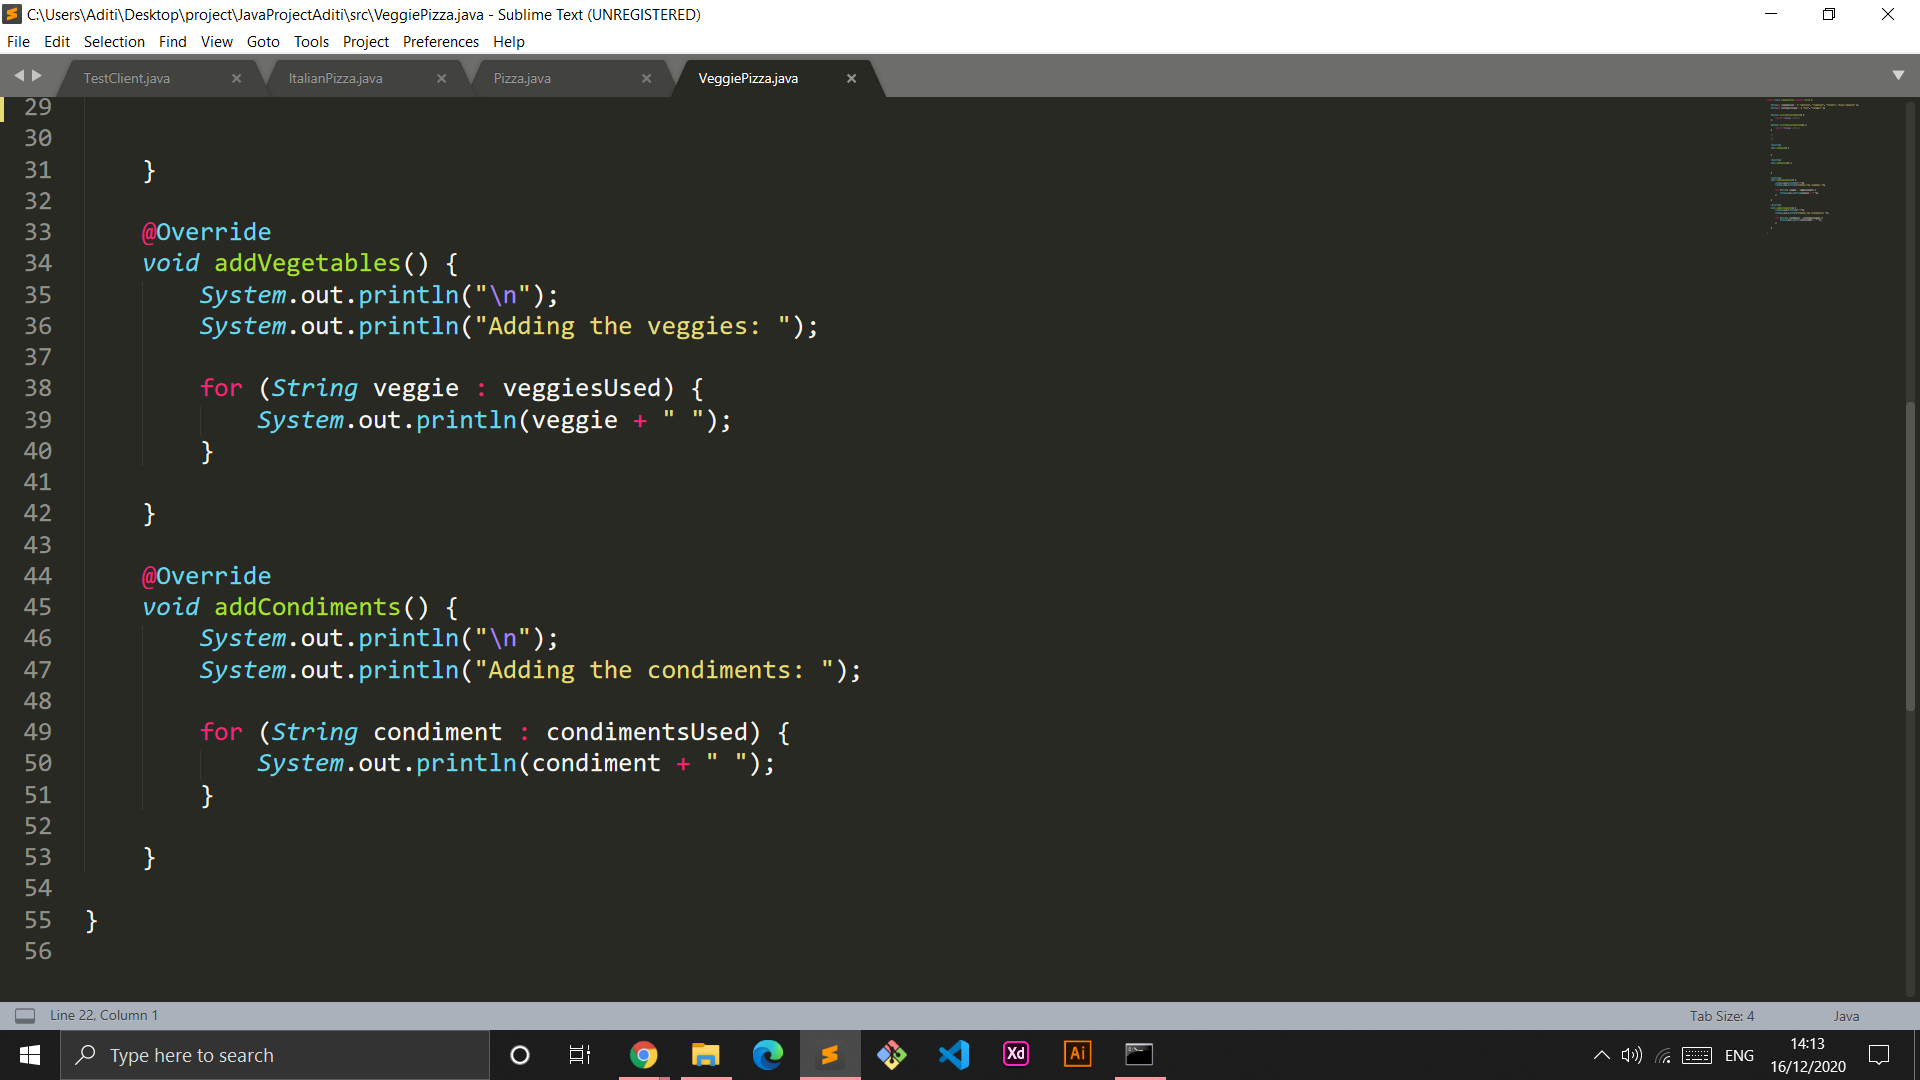 C:\Users\Aditi\Desktop\project\JavaProjectAditi\src\VeggiePizza.java - Sublime Text (UNREGISTERED)
File Edit Selection Find View Goto Tools Project Preferences Help
TestClient.java ItalianPizza.java Pizza.java VeggiePizza.java
29
30
31 }
32
33 @Override
34 void addVegetables() {
35 System.out.println("\n");
36 System.out.println("Adding the veggies: ");
37
38 for (String veggie : veggiesUsed) {
39 System.out.println(veggie + " ");
40 }
41
42 }
43
44 @Override
45 void addCondiments() {
46 System.out.println("\n");
47 System.out.println("Adding the condiments: ");
48
49 for (String condiment : condimentsUsed) {
50 System.out.println(condiment + " ");
51 }
52
53 }
54
55 }
56
Line 22, Column 1 Tab Size: 4 Java
Type here to search Xd Ai ENG 14:13
16/12/2020